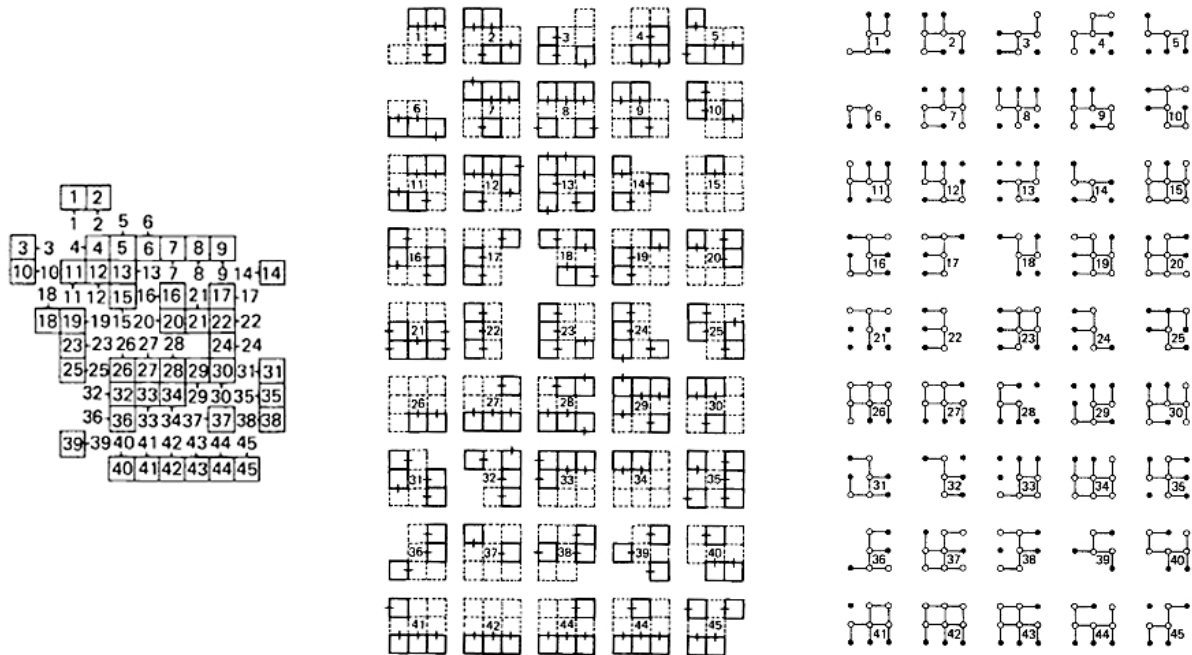 1 2
1 2 5 6
3 3 4 4 5 6 7 8 9
10 10 11 12 13 13 7 8 9 14 14
18 11 12 15 16 16 21 17 17
18 19 19 15 20 20 21 22 22
23 23 26 27 28 24 24
25 25 26 27 28 29 30 31 31
32 32 33 34 29 30 35 35
36 36 33 34 37 37 38 38
39 39 40 41 42 43 44 45
40 41 42 43 44 45
1 2 3 4 5
6 7 8 9 10
11 12 13 14 15
16 17 18 19 20
21 22 23 24 25
26 27 28 29 30
31 32 33 34 35
36 37 38 39 40
41 42 44 44 45
1 2 3 4 5
6 7 8 9 10
11 12 13 14 15
16 17 18 19 20
21 22 23 24 25
26 27 28 29 30
31 32 33 34 35
36 37 38 39 40
41 42 43 44 45